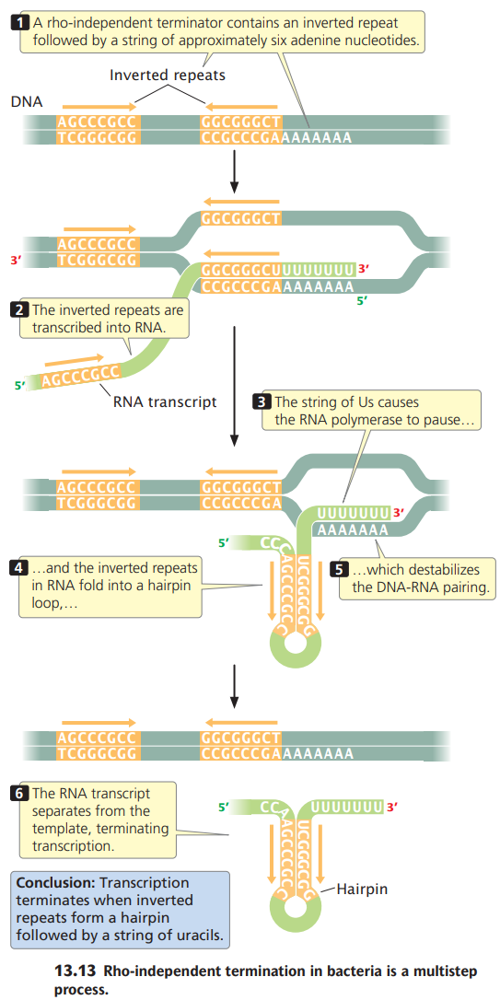 1 A rho-independent terminator contains an inverted repeat
followed by a string of approximately six adenine nucleotides.
Inverted repeats
DNA
AGCCCGCC GGCGGGCT
TCGGGCGG CCGCCCGAAAAAAAA
GGCGGGCT
AGCCCGCC
3′ TCGGGCGG GGCGGGCUUUUUUUU 3′
CCGCCCGAAAAAAAA
5′
2 The inverted repeats are
transcribed into RNA.
5′ AGCCCGCC
RNA transcript
3 The string of Us causes
the RNA polymerase to pause…
AGCCCGCC GGCGGGCT
TCGGGCGG CCGCCCGA
UUUUUUU 3′
AAAAAAA
5′ CCC
AGCCCGCC UCGGGCGG
4 …and the inverted repeats
in RNA fold into a hairpin
loop,…
5 …which destabilizes
the DNA-RNA pairing.
AGCCCGCC GGCGGGCT
TCGGGCGG CCGCCCGAAAAAAAA
6 The RNA transcript
separates from the
template, terminating
transcription.
5′ CCA UUUUUUU 3′
AGCCCGCC UCGGGCGG
Hairpin
Conclusion: Transcription
terminates when inverted
repeats form a hairpin
followed by a string of uracils.
13.13 Rho-independent termination in bacteria is a multistep
process.